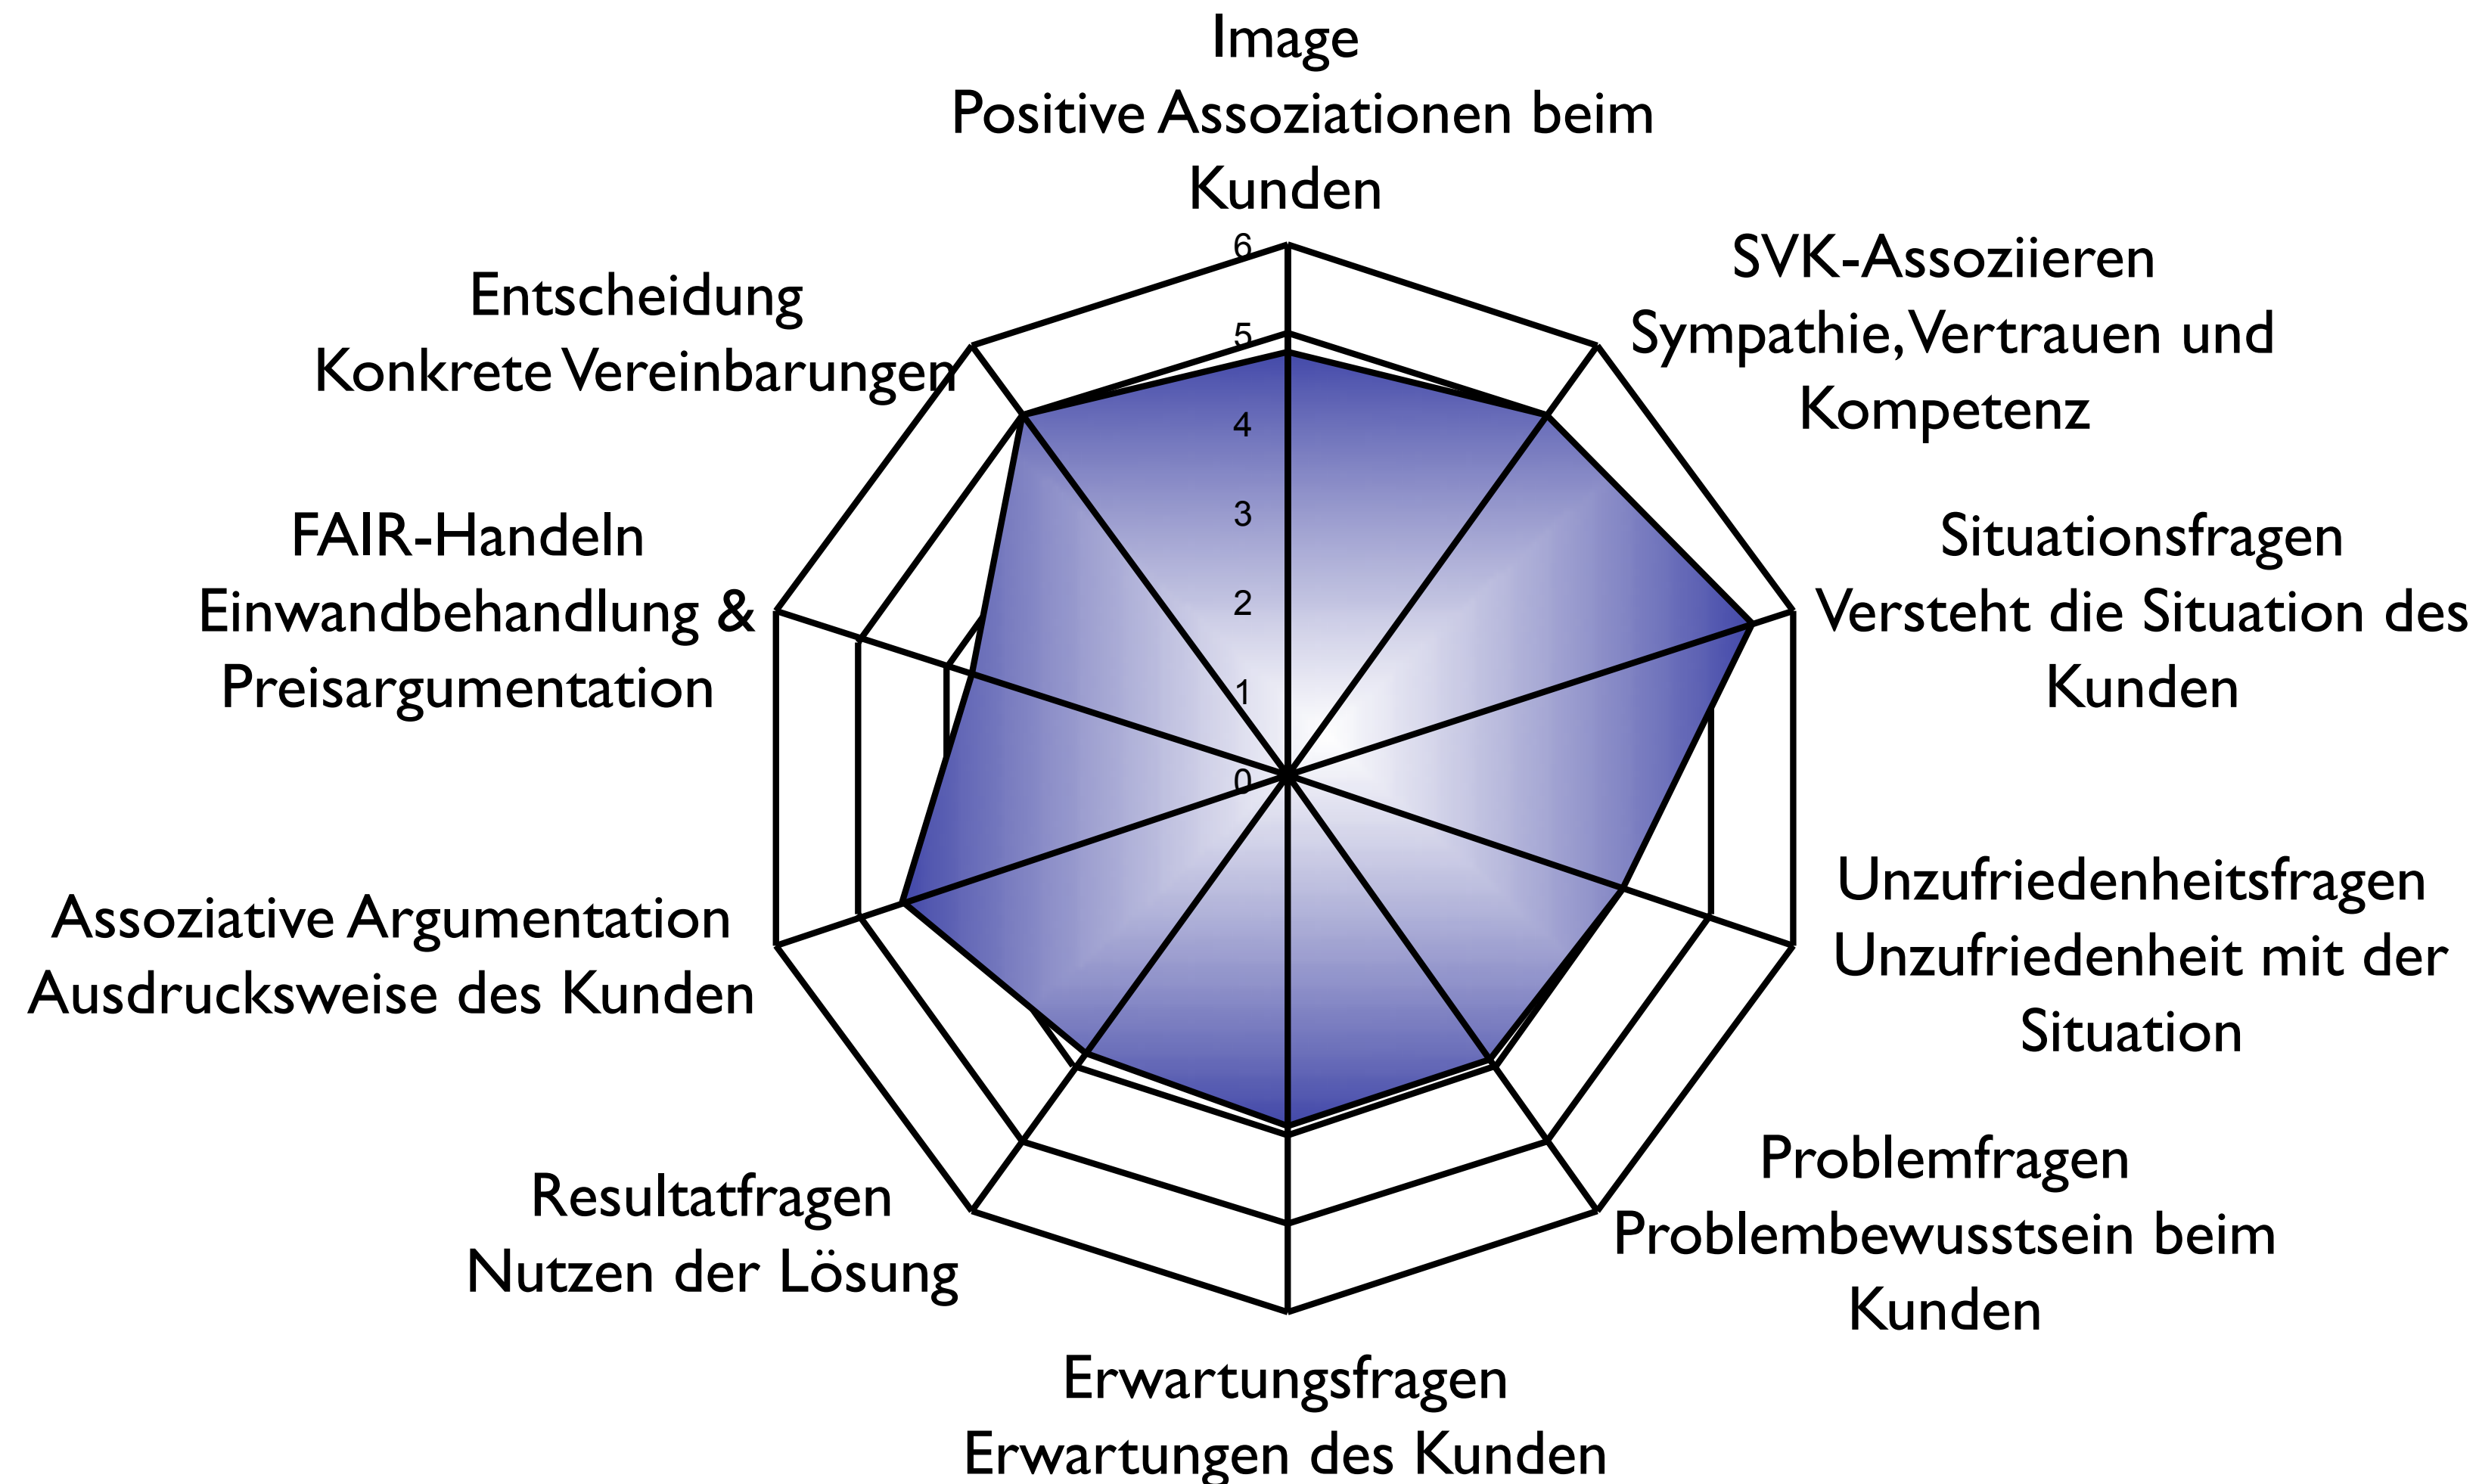 Image
Positive Assoziationen beim
Kunden
SVK-Assoziieren
Sympathie, Vertrauen und
Kompetenz
Situationsfragen
Versteht die Situation des
Kunden
Unzufriedenheitsfragen
Unzufriedenheit mit der
Situation
Problemfragen
Problembewusstsein beim
Kunden
Erwartungsfragen
Erwartungen des Kunden
Resultatfragen
Nutzen der Lösung
Assoziative Argumentation
Ausdrucksweise des Kunden
FAIR-Handeln
Einwandbehandlung &
Preisargumentation
Entscheidung
Konkrete Vereinbarungen
6
5
4
3
2
1
0